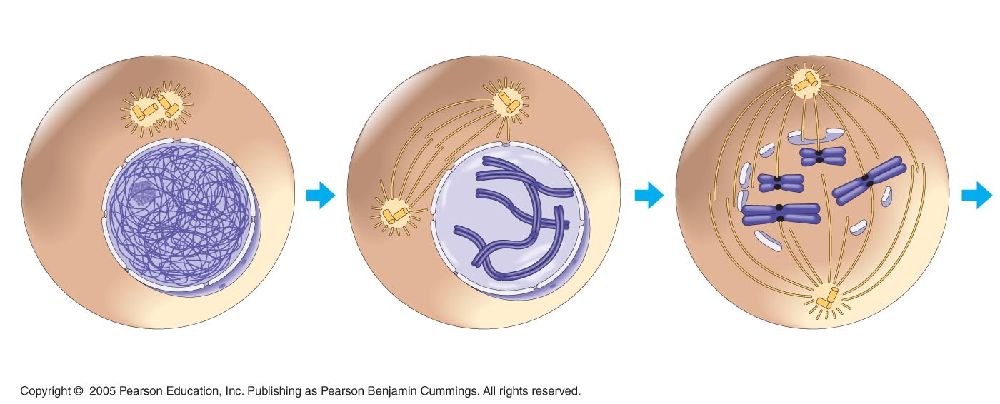 Copyright © 2005 Pearson Education, Inc. Publishing as Pearson Benjamin Cummings. All rights reserved.